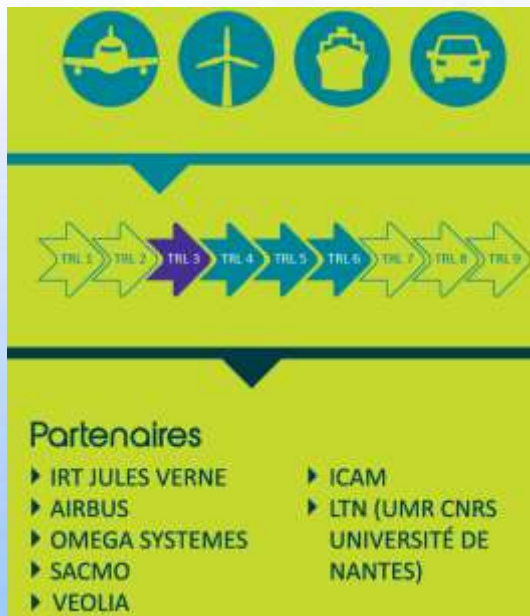 TRL 1 TRL 2 TRL 3 TRL 4 TRL 5 TRL 6 TRL 7 TRL 8 TRL 9
Partenaires
IRT JULES VERNE
AIRBUS
OMEGA SYSTEMES
SACMO
VEOLIA
ICAM
LTN (UMR CNRS
UNIVERSITÉ DE
NANTES)